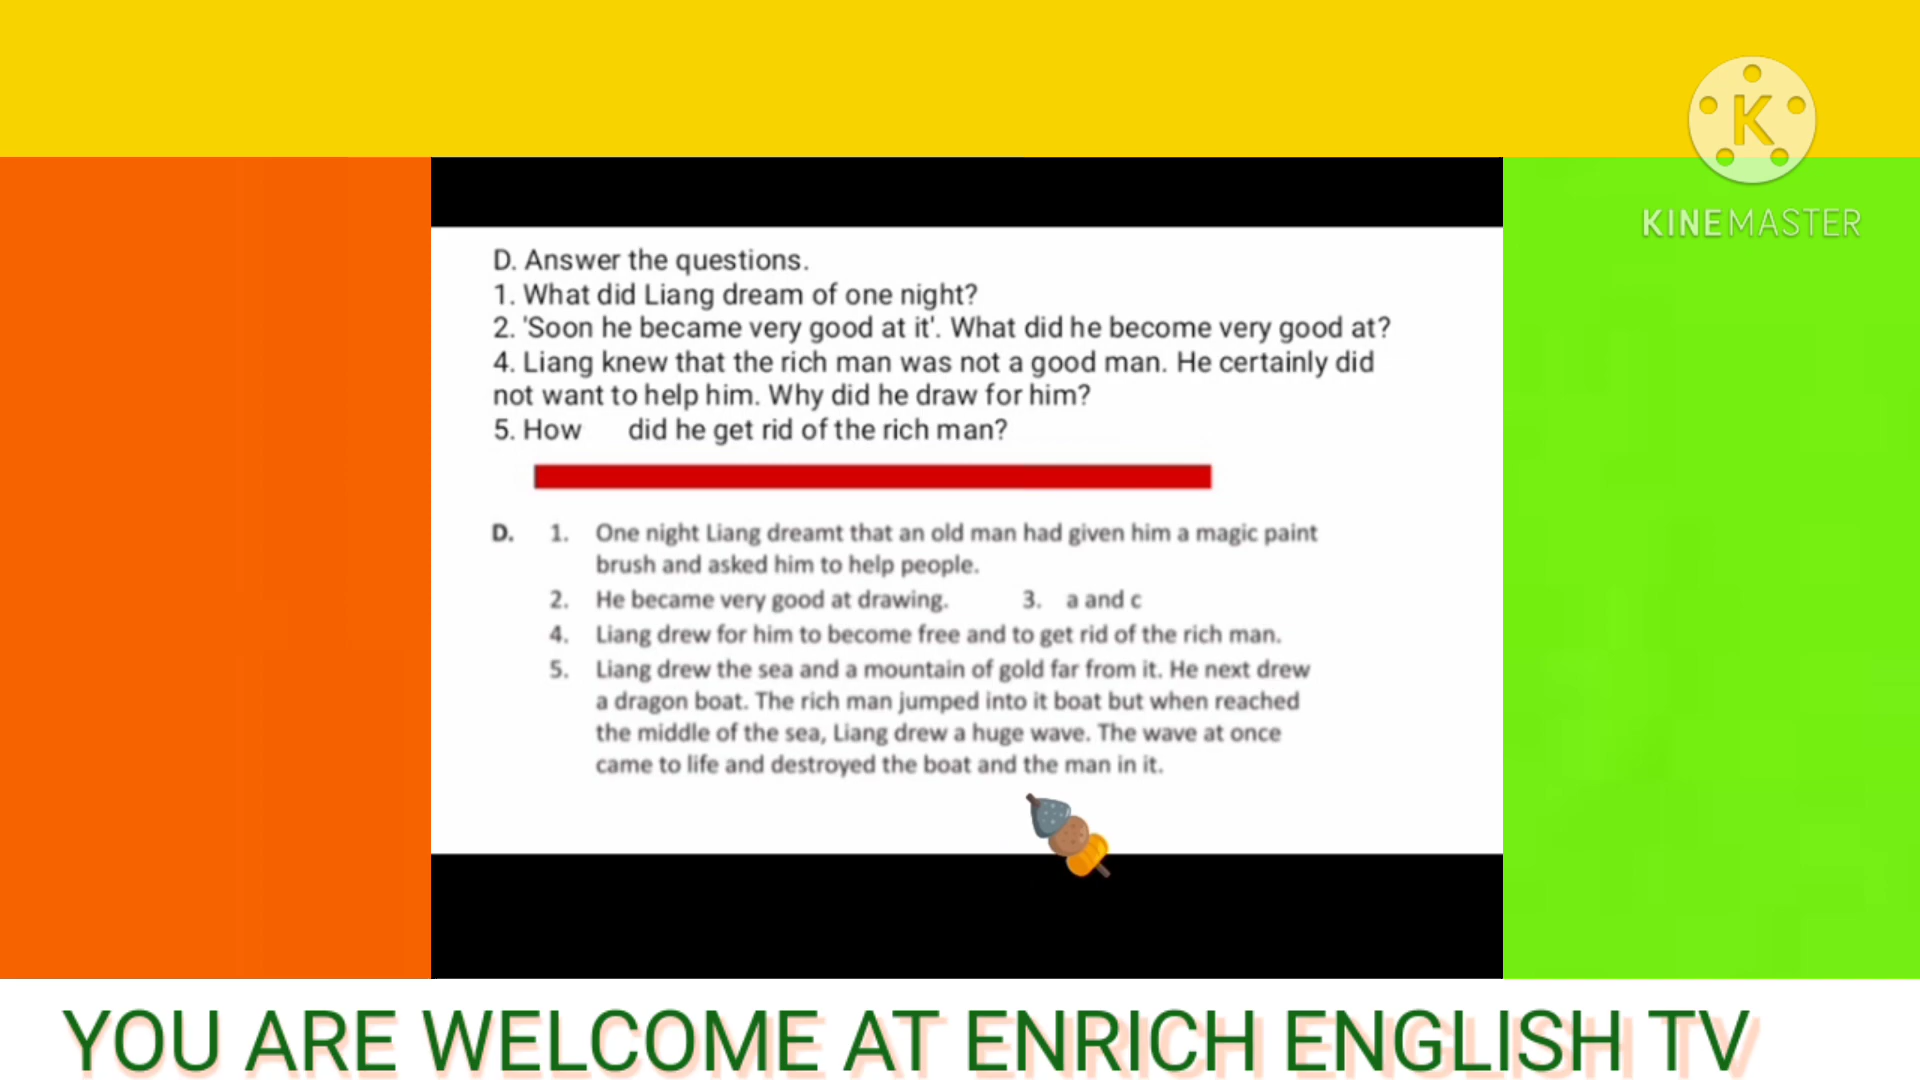 K
KINEMASTER
D. Answer the questions.
1. What did Liang dream of one night?
2. 'Soon he became very good at it'. What did he become very good at?
4. Liang knew that the rich man was not a good man. He certainly did
not want to help him. Why did he draw for him?
5. How did he get rid of the rich man?
D. 1. One night Liang dreamt that an old man had given him a magic paint
brush and asked him to help people.
2. He became very good at drawing. 3. a and c
4. Liang drew for him to become free and to get rid of the rich man.
5. Liang drew the sea and a mountain of gold far from it. He next drew
a dragon boat. The rich man jumped into it boat but when reached
the middle of the sea, Liang drew a huge wave. The wave at once
came to life and destroyed the boat and the man in it.
YOU ARE WELCOME AT ENRICH ENGLISH TV